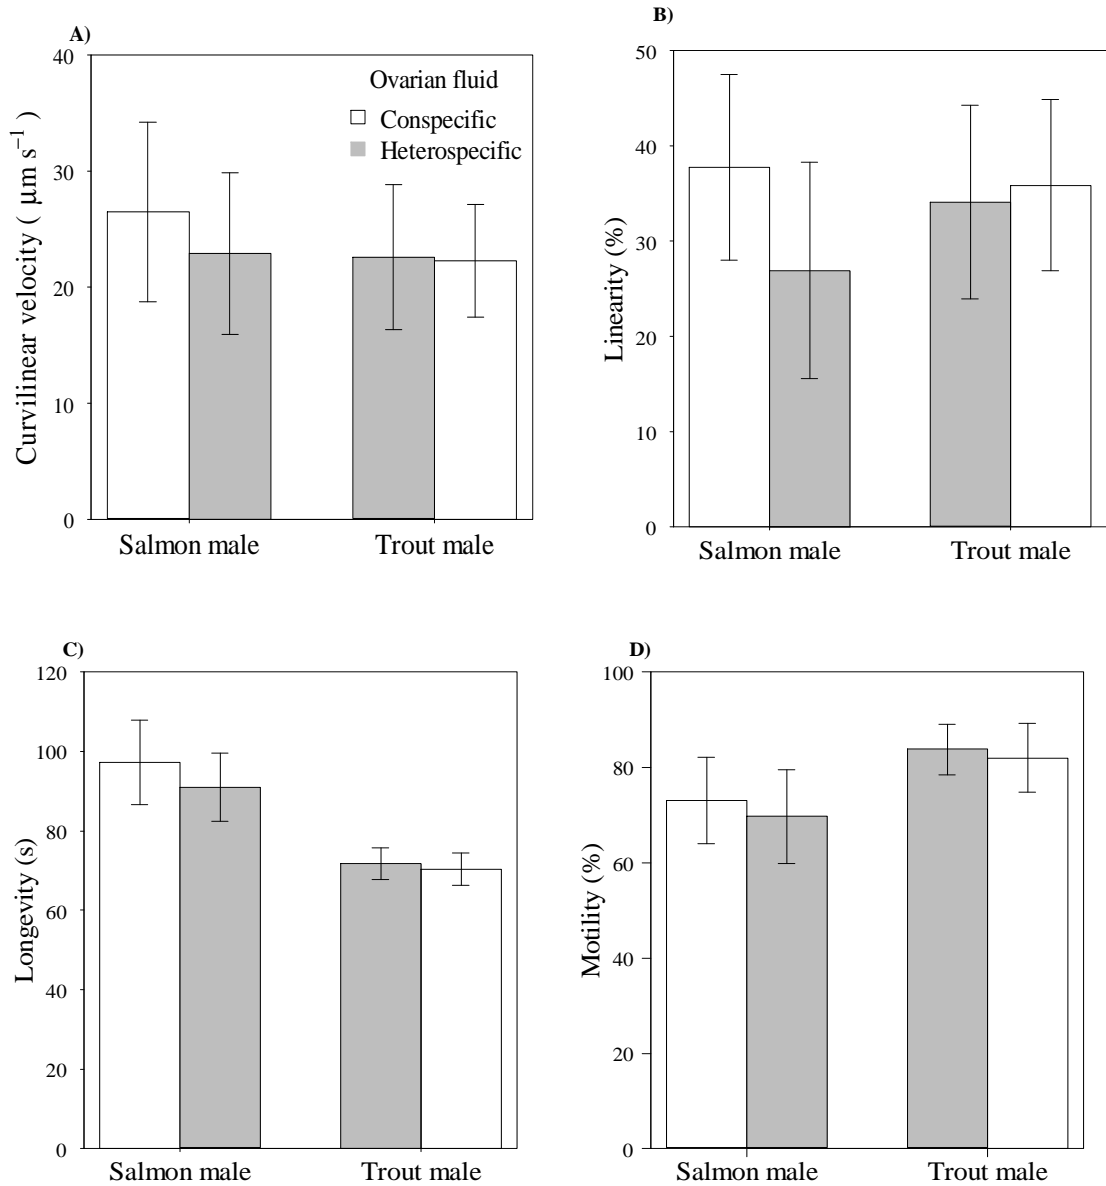 A)
Curvilinear velocity ( μm s⁻¹ )
40
30
20
10
0
Ovarian fluid
Conspecific
Heterospecific
Salmon male
Trout male
B)
Linearity (%)
50
40
30
20
10
0
Salmon male
Trout male
C)
Longevity (s)
120
100
80
60
40
20
0
Salmon male
Trout male
D)
Motility (%)
100
80
60
40
20
0
Salmon male
Trout male